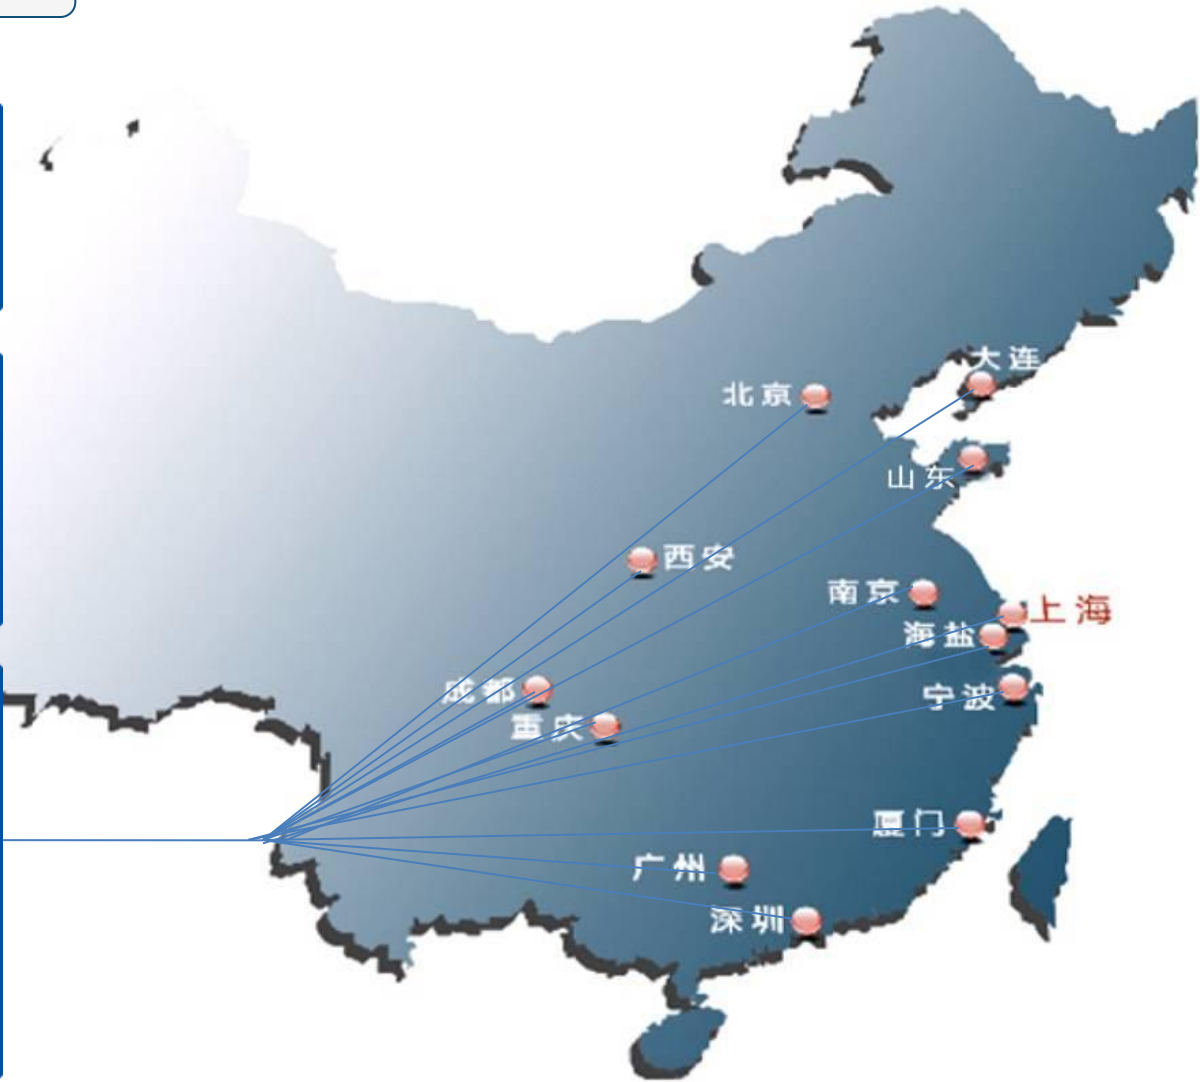 大连
北京
山东
西安
南京
上海
海盐
成都
宁波
重庆
厦门
广州
深圳